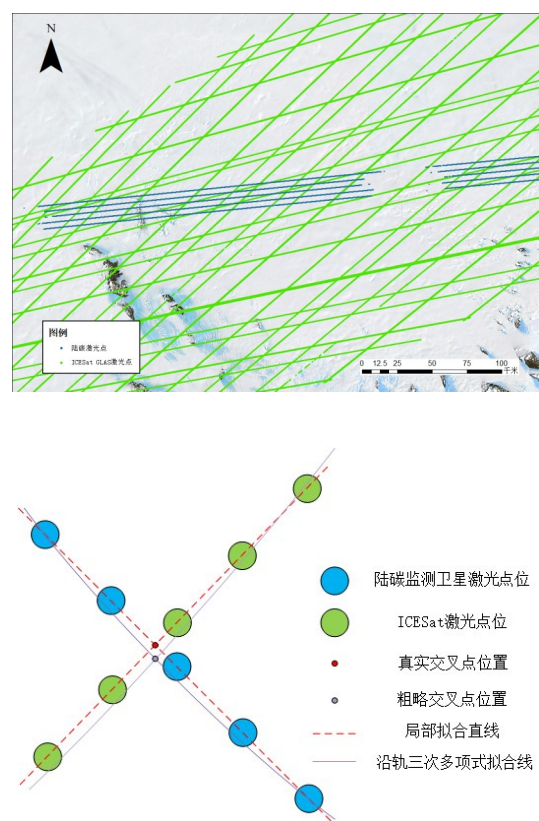 N
图例
陆碳激光点
ICESat GLAS激光点
0 12.5 25 50 75 100
千米
陆碳监测卫星激光点位
ICESat激光点位
真实交叉点位置
粗略交叉点位置
局部拟合直线
沿轨三次多项式拟合线